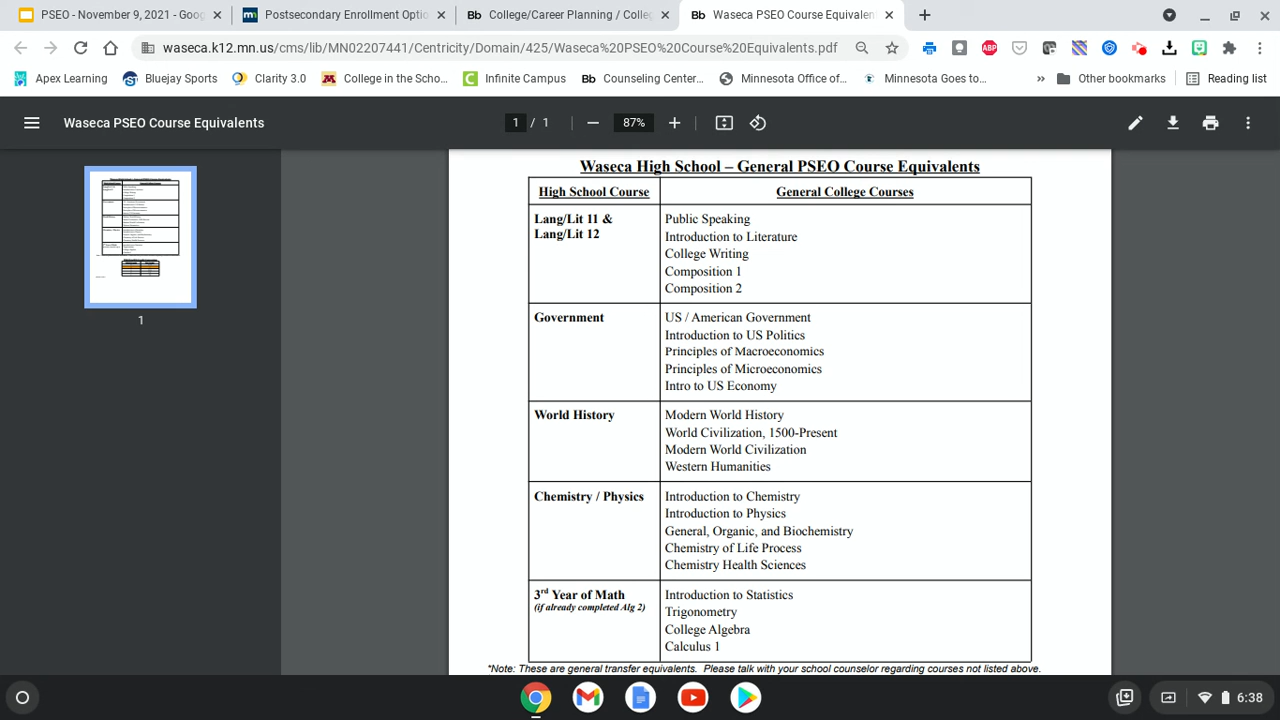 PSEO - November 9, 2021 - Goog
Postsecondary Enrollment Optio
Bb College/Career Planning / Colleg
Bb Waseca PSEO Course Equivalen
waseca.k12.mn.us/cms/lib/MN02207441/Centricity/Domain/425/Waseca%20PSEO%20Course%20Equivalents.pdf
ABP
Apex Learning
Bluejay Sports
Clarity 3.0
College in the Scho...
Infinite Campus
Bb Counseling Center...
Minnesota Office of...
Minnesota Goes to...
»
Other bookmarks
Reading list
Waseca PSEO Course Equivalents
1 / 1
87%
1
Waseca High School – General PSEO Course Equivalents
High School Course General College Courses
Lang/Lit 11 &
Lang/Lit 12
Public Speaking
Introduction to Literature
College Writing
Composition 1
Composition 2
Government
US / American Government
Introduction to US Politics
Principles of Macroeconomics
Principles of Microeconomics
Intro to US Economy
World History
Modern World History
World Civilization, 1500-Present
Modern World Civilization
Western Humanities
Chemistry / Physics
Introduction to Chemistry
Introduction to Physics
General, Organic, and Biochemistry
Chemistry of Life Process
Chemistry Health Sciences
3rd Year of Math
(if already completed Alg 2)
Introduction to Statistics
Trigonometry
College Algebra
Calculus 1
*Note: These are general transfer equivalents. Please talk with your school counselor regarding courses not listed above.
6:38